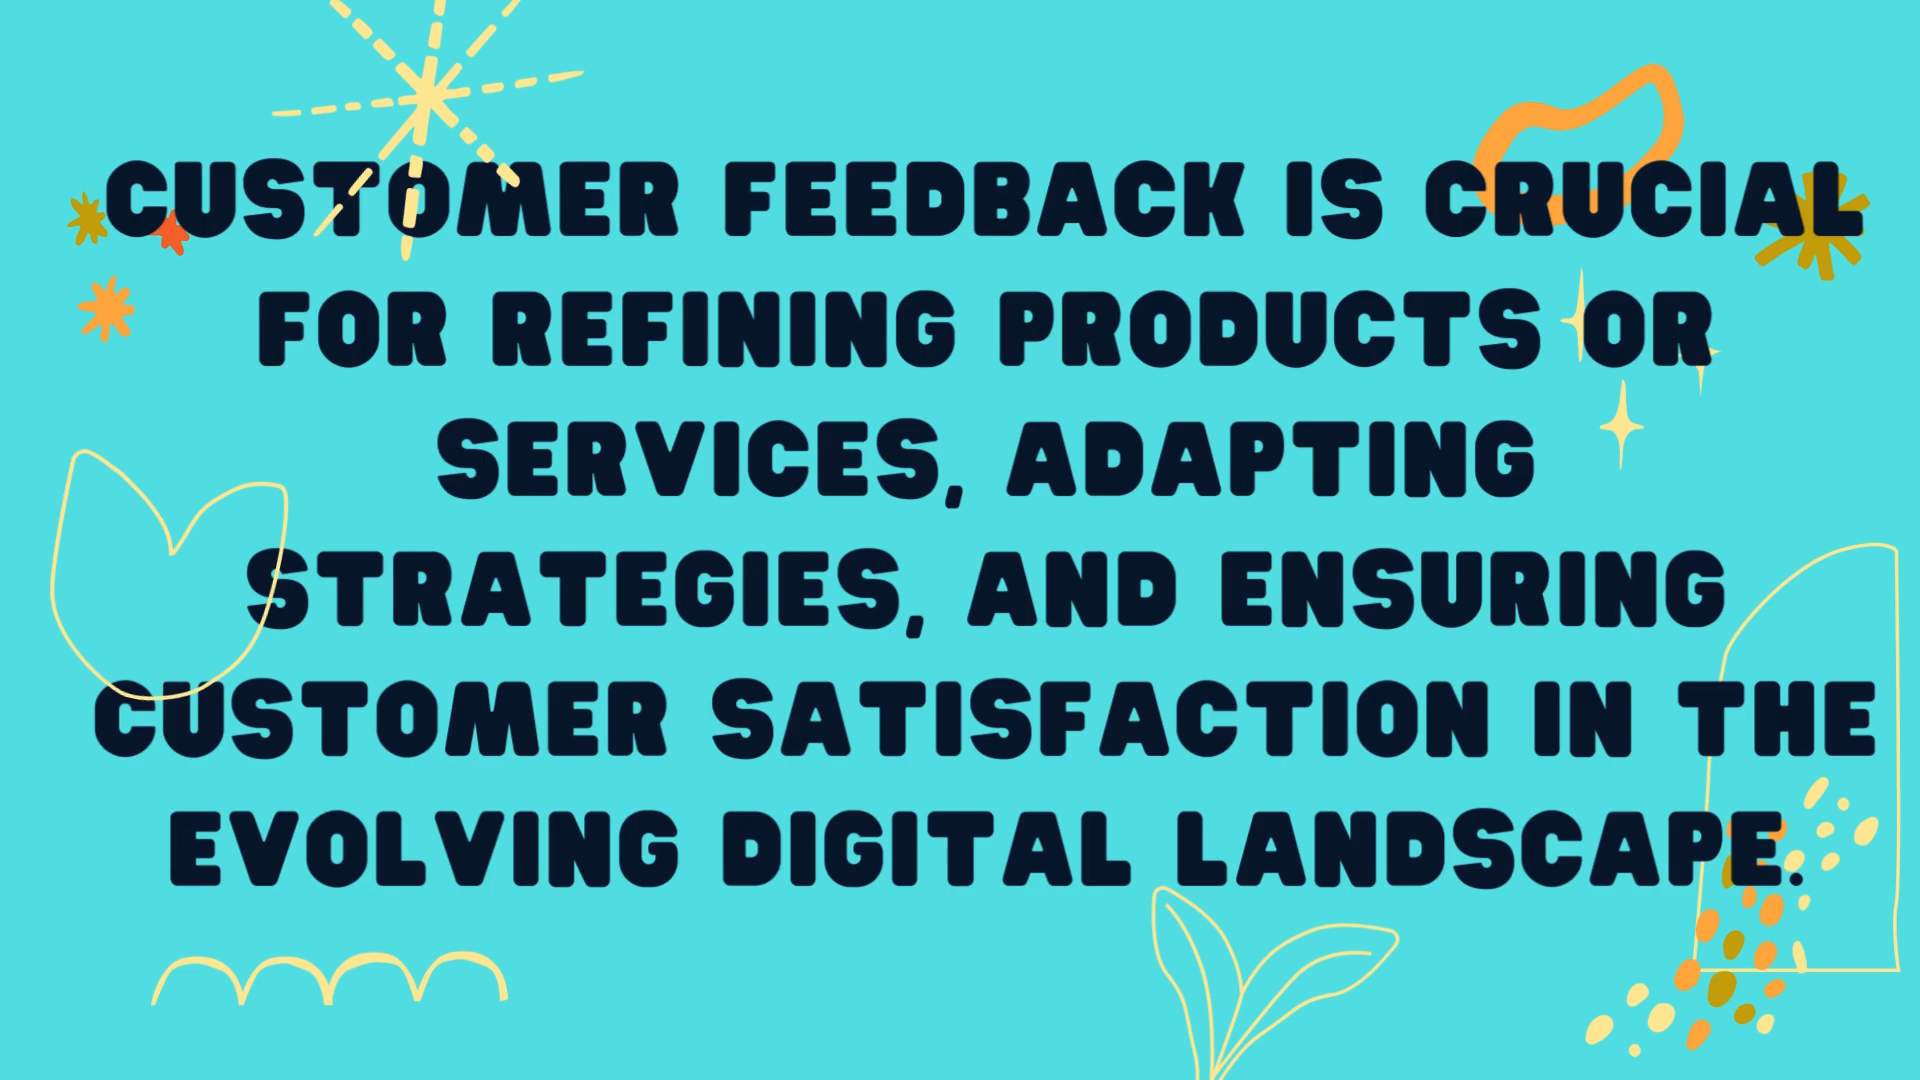 CUSTOMER FEEDBACK IS CRUCIAL
FOR REFINING PRODUCTS OR
SERVICES, ADAPTING
STRATEGIES, AND ENSURING
CUSTOMER SATISFACTION IN THE
EVOLVING DIGITAL LANDSCAPE.